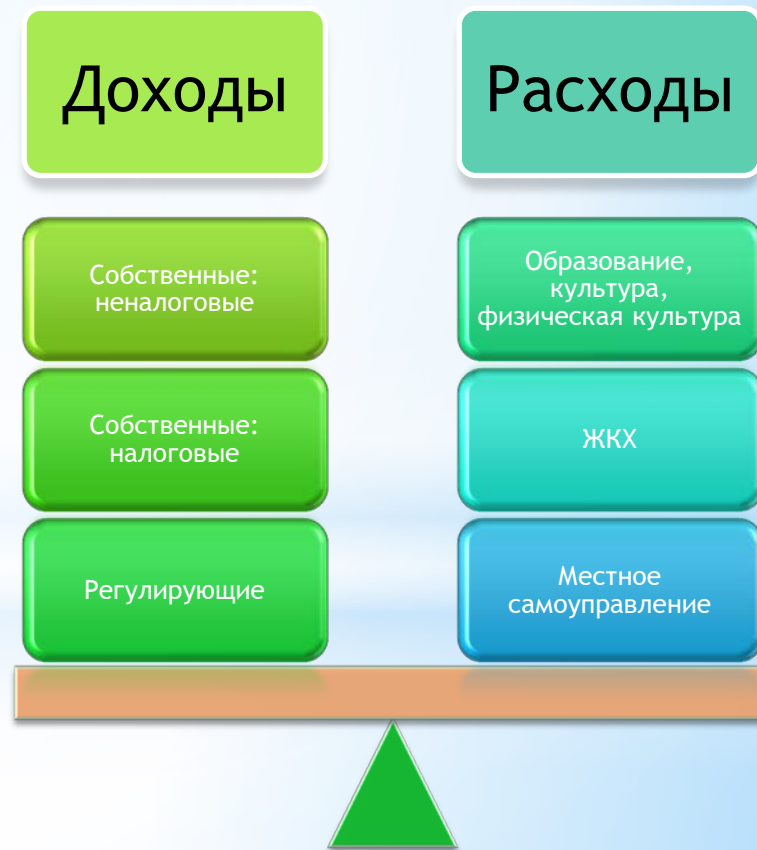 Доходы
Расходы
Собственные:
неналоговые
Образование,
культура,
физическая культура
Собственные:
налоговые
ЖКХ
Регулирующие
Местное
самоуправление